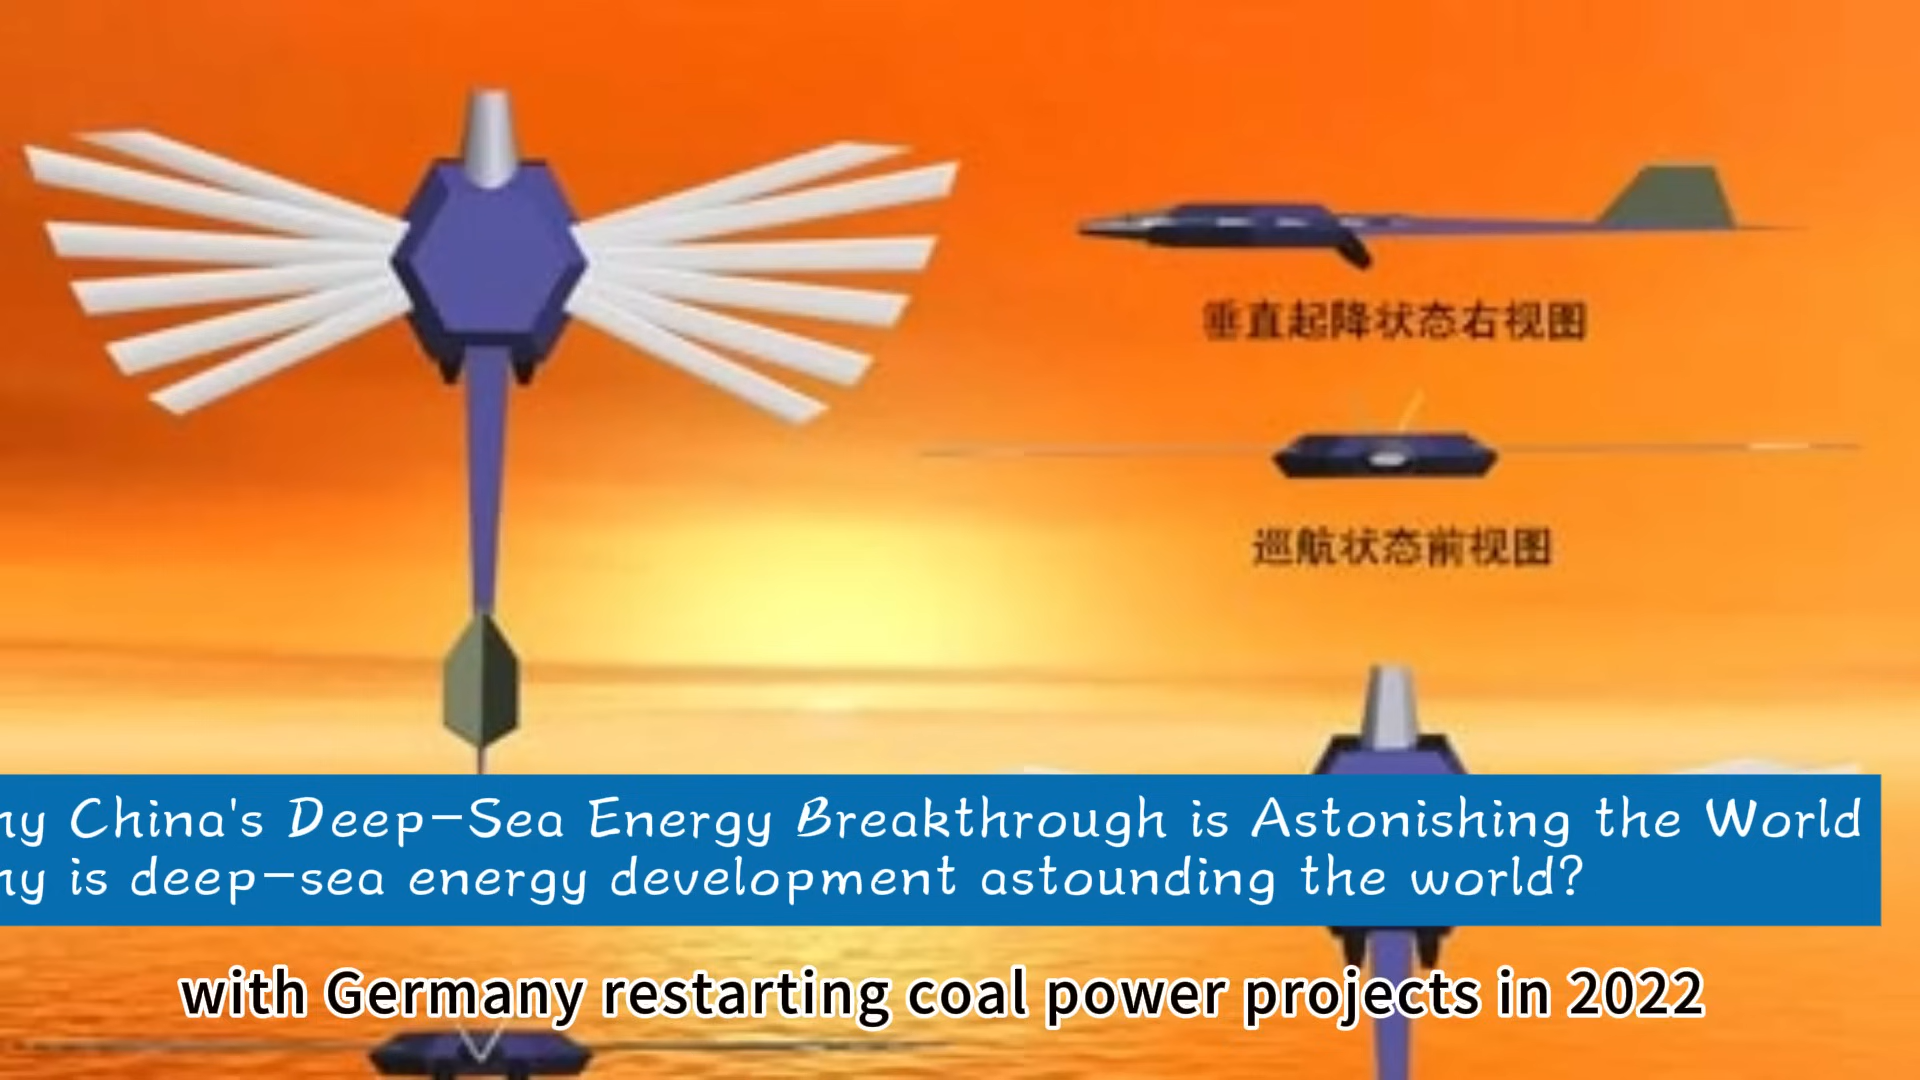 垂直起降状态右视图
巡航状态前视图
hy China's Deep-Sea Energy Breakthrough is Astonishing the World
hy is deep-sea energy development astounding the world?
with Germany restarting coal power projects in 2022